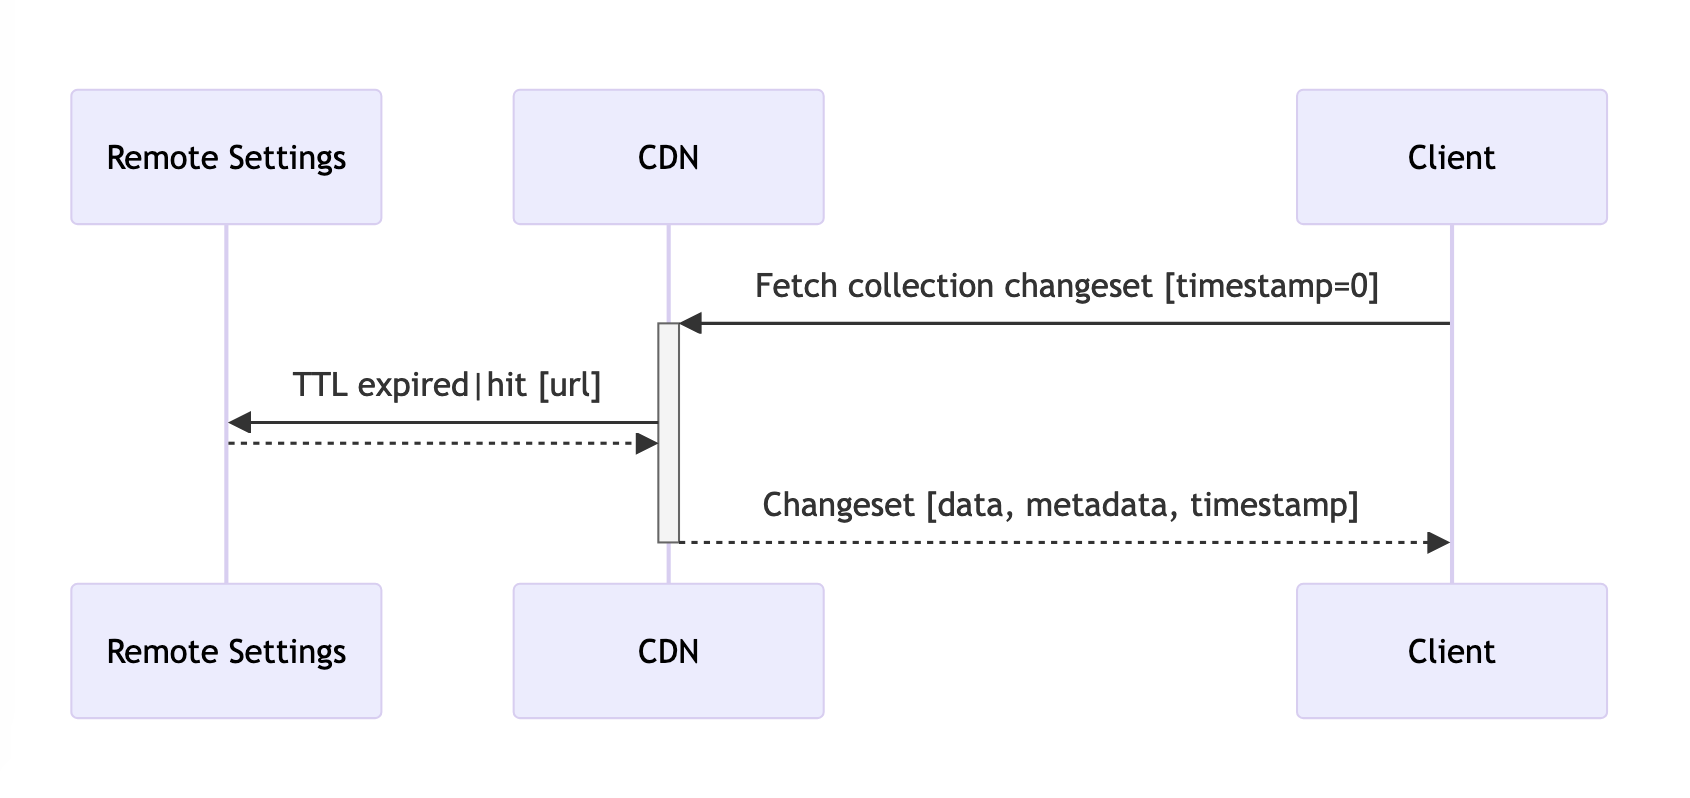 Remote Settings
CDN
Client
Fetch collection changeset [timestamp=0]
TTL expired|hit [url]
Changeset [data, metadata, timestamp]
Remote Settings
CDN
Client